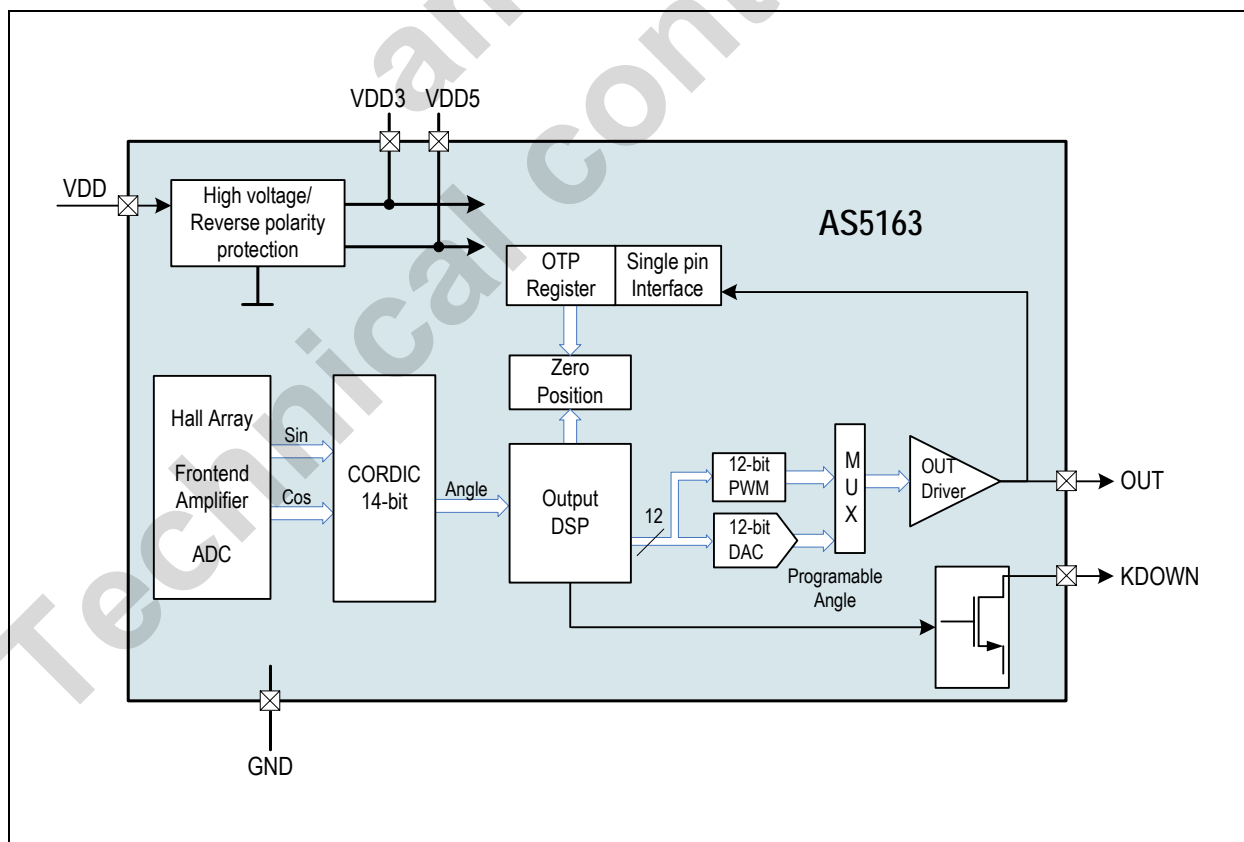 VDD3
VDD5
VDD
High voltage/
Reverse polarity
protection
AS5163
OTP
Register
Single pin
Interface
Zero
Position
Hall Array
Frontend
Amplifier
ADC
Sin
Cos
CORDIC
14-bit
Angle
Output
DSP
12
12-bit
PWM
12-bit
DAC
M
U
X
OUT
Driver
OUT
Programable
Angle
KDOWN
GND
Technical cont